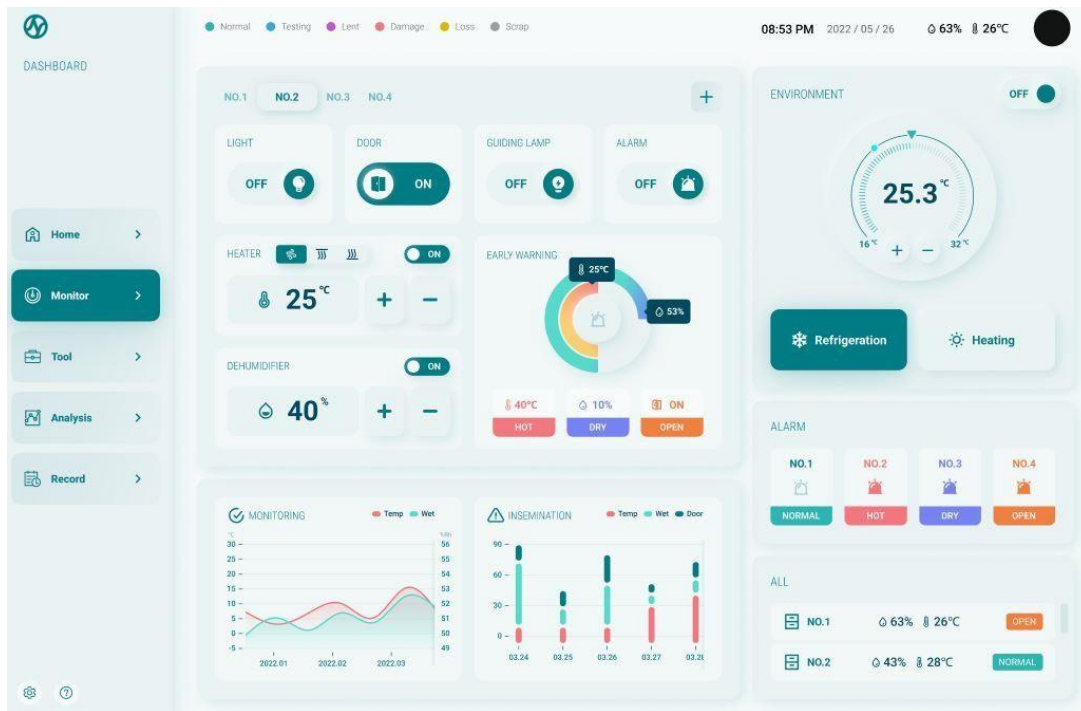 Normal Testing Lent Damage Loss Scrap
08:53 PM 2022 / 05 / 26 63% 26℃
DASHBOARD
Home
Monitor
Tool
Analysis
Record
NO.1 NO.2 NO.3 NO.4 +
LIGHT
OFF
DOOR
ON
GUIDING LAMP
OFF
ALARM
OFF
HEATER ON
25℃ + −
DEHUMIDIFIER ON
40% + −
EARLY WARNING
25℃
53%
40℃ 10% ON
HOT DRY OPEN
MONITORING Temp Wet
℃ %Rh
30 56
25 55
20 54
15 53
10 52
5 51
0 50
-5 49
2022.01 2022.02 2022.03
INSEMINATION Temp Wet Door
90
60
30
0
03.24 03.25 03.26 03.27 03.28
ENVIRONMENT OFF
25.3℃
16℃ + − 32℃
Refrigeration Heating
ALARM
NO.1 NO.2 NO.3 NO.4
NORMAL HOT DRY OPEN
ALL
NO.1 63% 26℃ OPEN
NO.2 43% 28℃ NORMAL